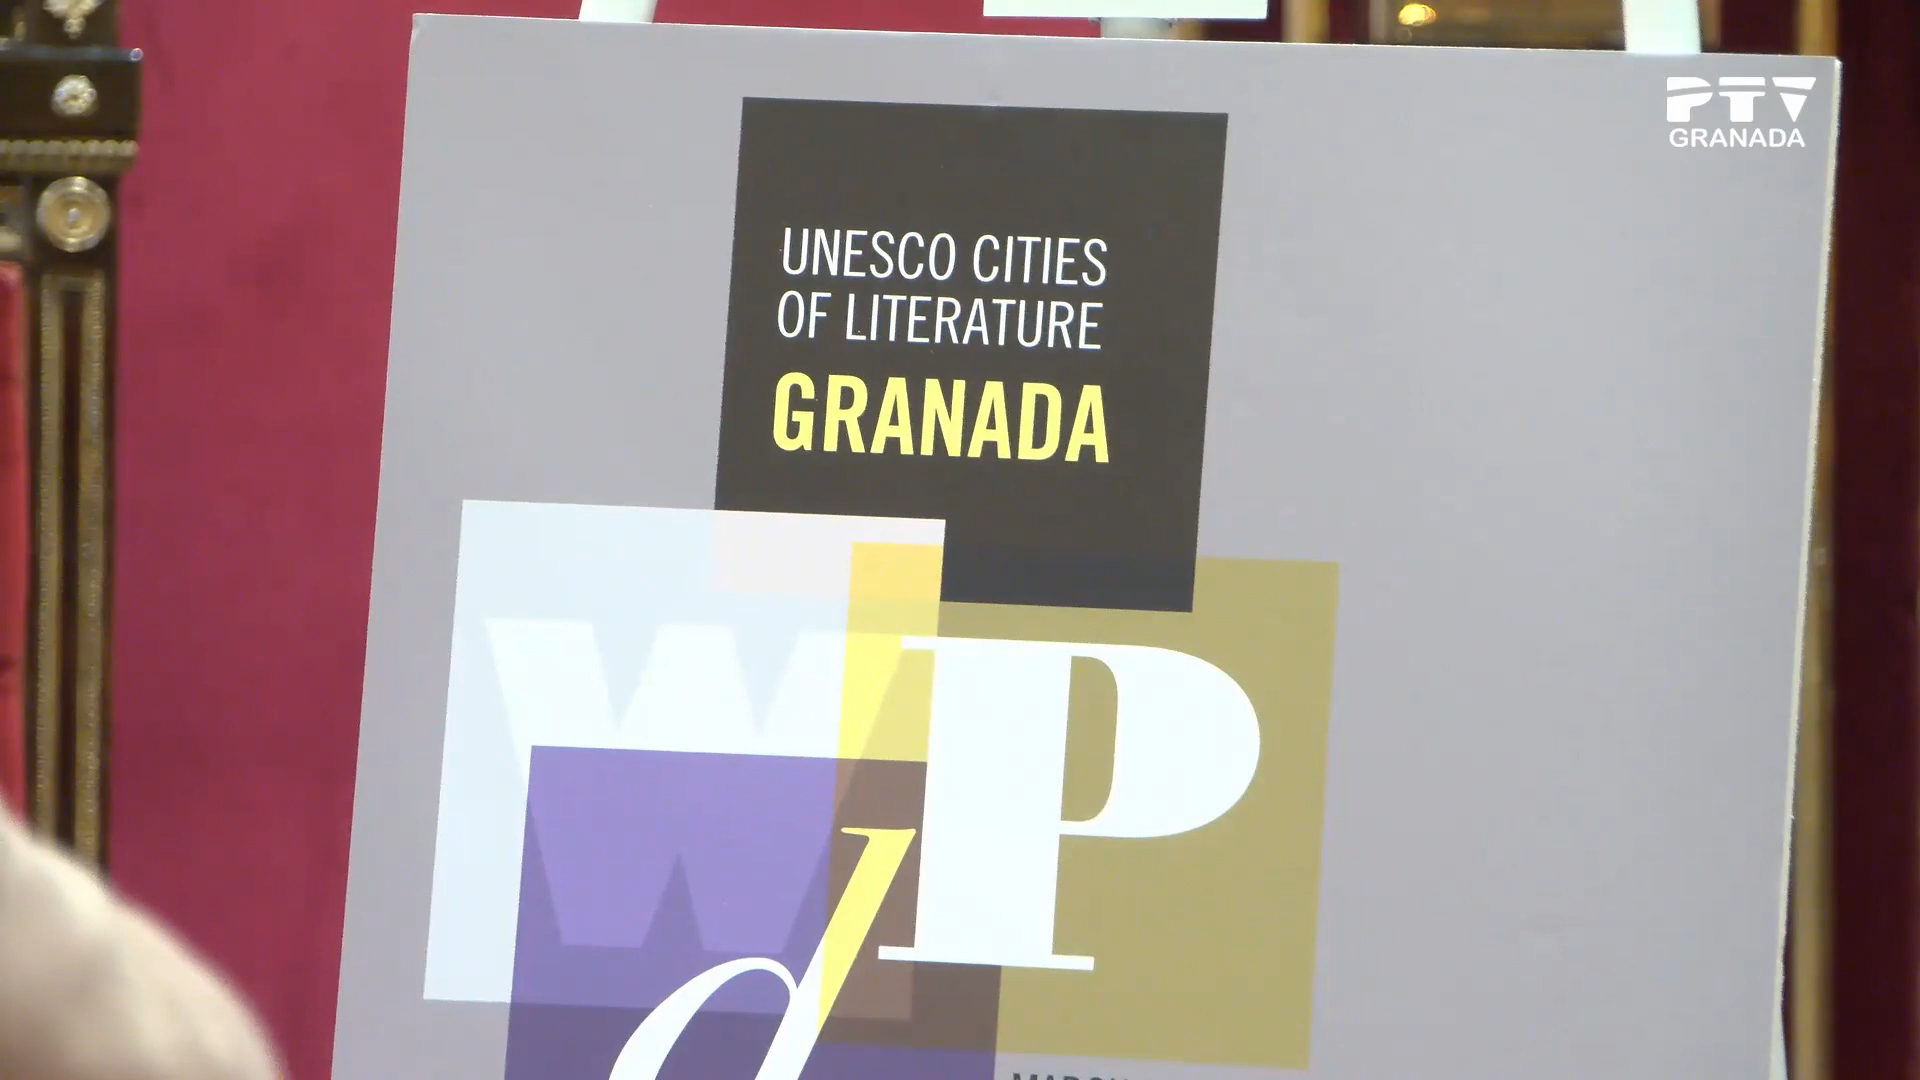 PTV
GRANADA
UNESCO CITIES
OF LITERATURE
GRANADA
W
P
d